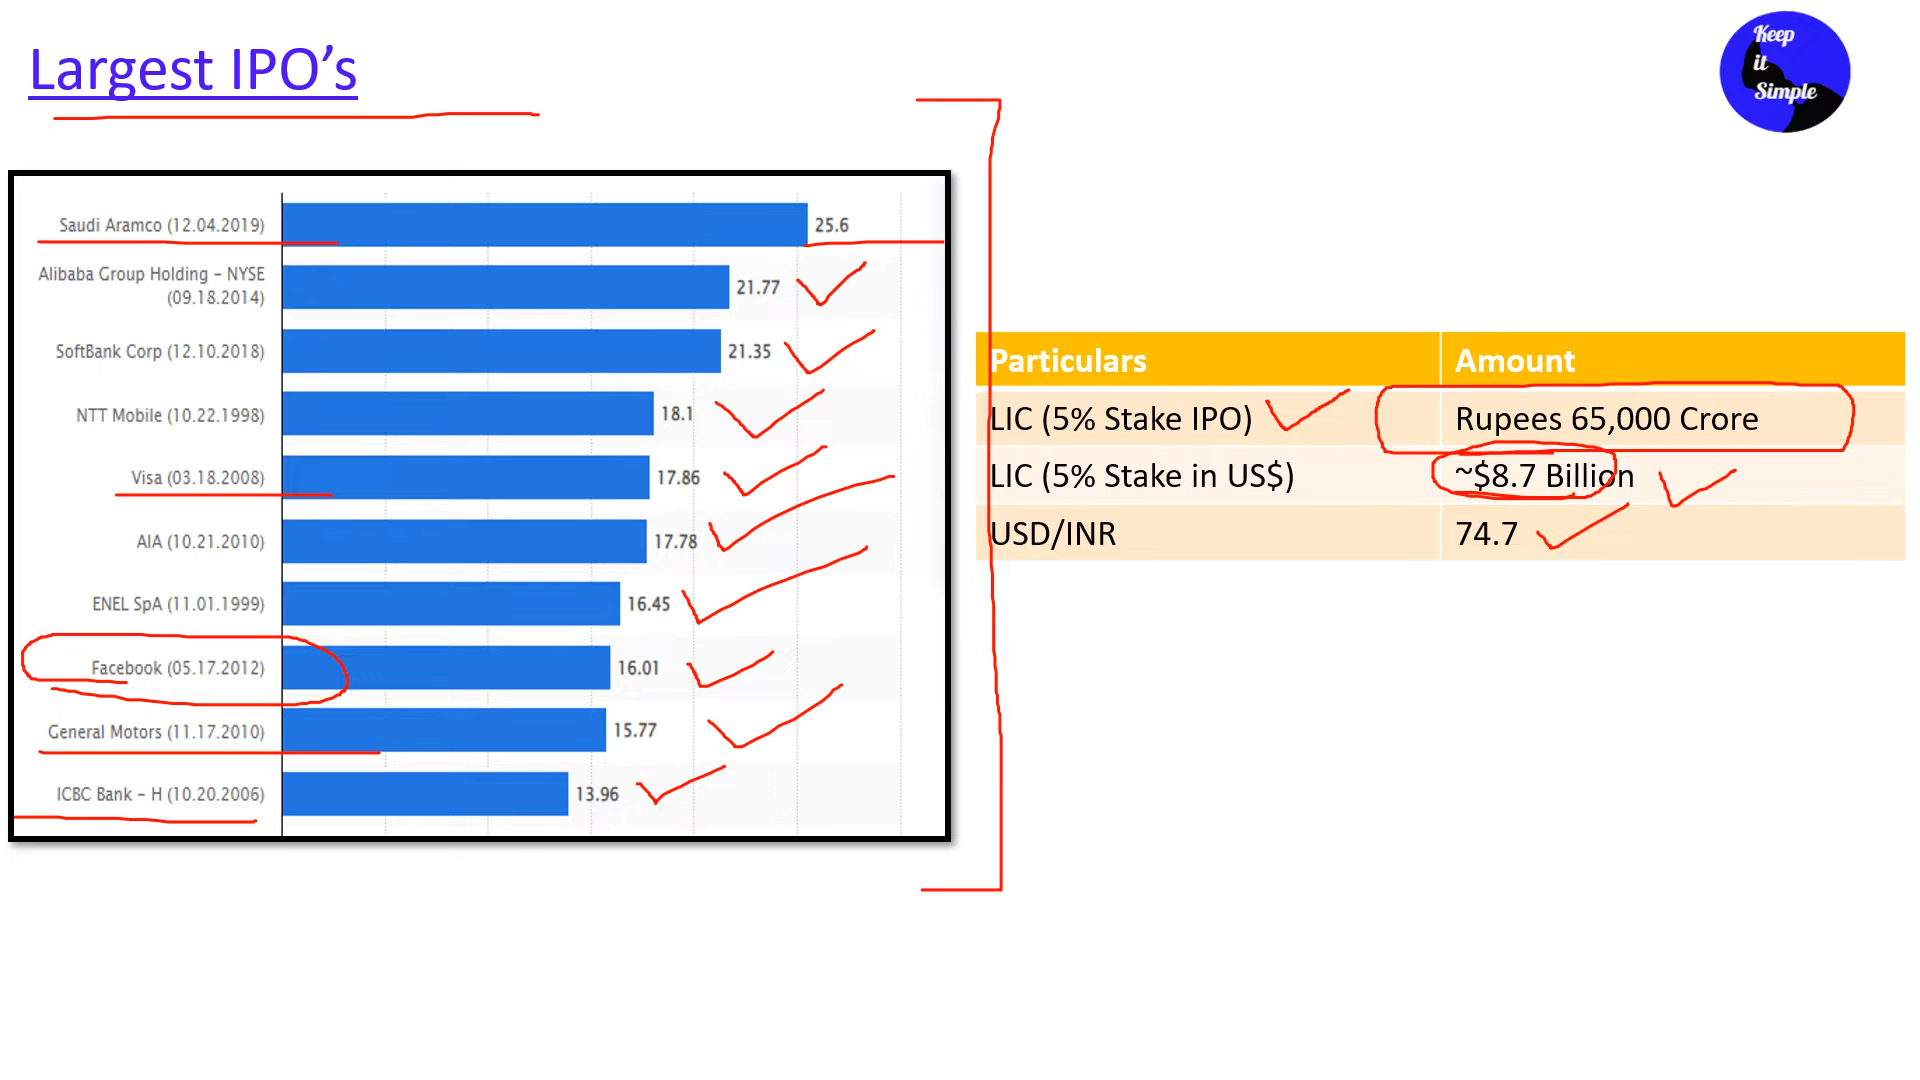 Largest IPO's
Keep
it
Simple
Saudi Aramco (12.04.2019)
25.6
Alibaba Group Holding - NYSE
(09.18.2014)
21.77
SoftBank Corp (12.10.2018)
21.35
NTT Mobile (10.22.1998)
18.1
Visa (03.18.2008)
17.86
AIA (10.21.2010)
17.78
ENEL SpA (11.01.1999)
16.45
Facebook (05.17.2012)
16.01
General Motors (11.17.2010)
15.77
ICBC Bank - H (10.20.2006)
13.96
Particulars Amount
LIC (5% Stake IPO) Rupees 65,000 Crore
LIC (5% Stake in US$) ~$8.7 Billion
USD/INR 74.7